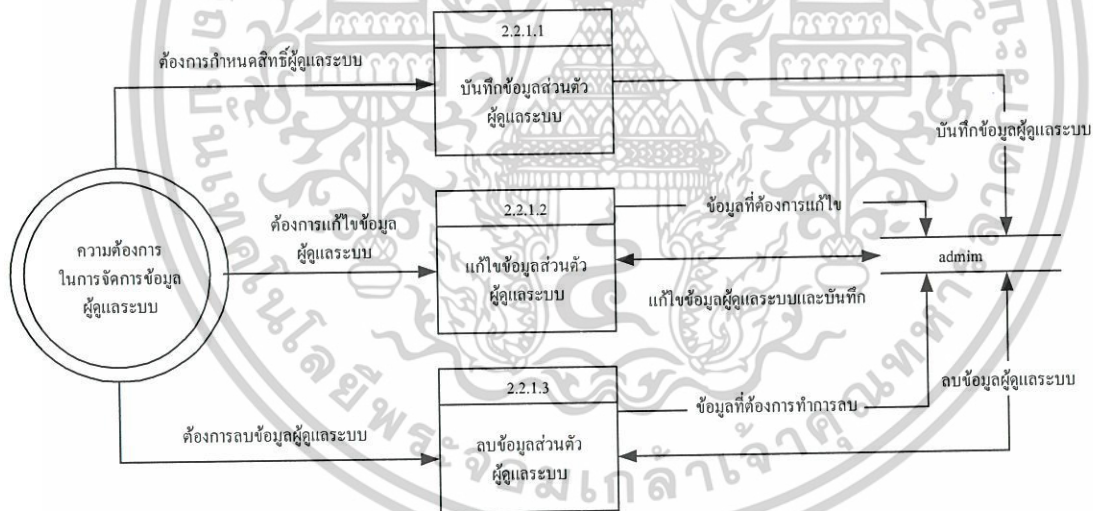 2.2.1.1
ต้องการกำหนดสิทธิ์ผู้ดูแลระบบ
บันทึกข้อมูลส่วนตัว
ผู้ดูแลระบบ
บันทึกข้อมูลผู้ดูแลระบบ
2.2.1.2
ข้อมูลที่ต้องการแก้ไข
ต้องการแก้ไขข้อมูล
ผู้ดูแลระบบ
ความต้องการ
ในการจัดการข้อมูล
ผู้ดูแลระบบ
แก้ไขข้อมูลส่วนตัว
ผู้ดูแลระบบ
admim
แก้ไขข้อมูลผู้ดูแลระบบและบันทึก
2.2.1.3
ลบข้อมูลผู้ดูแลระบบ
ข้อมูลที่ต้องการทำการลบ
ต้องการลบข้อมูลผู้ดูแลระบบ
ลบข้อมูลส่วนตัว
ผู้ดูแลระบบ